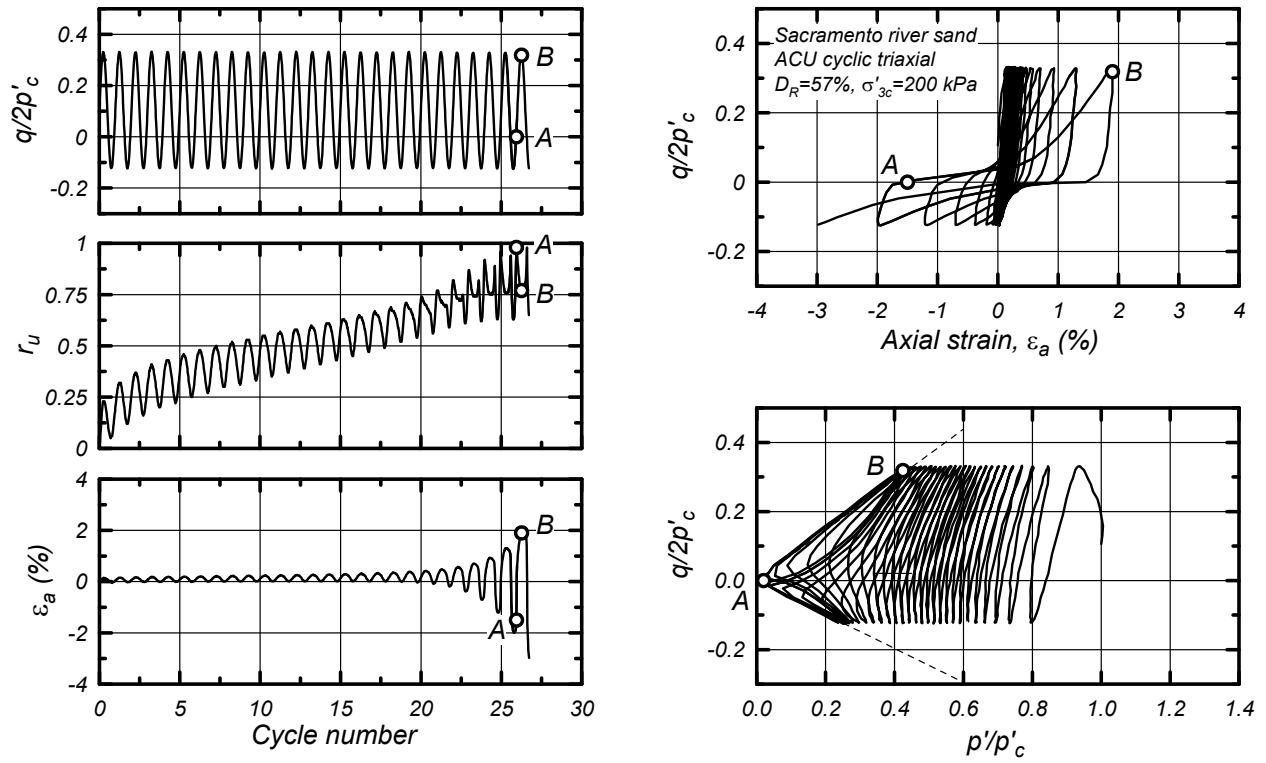 0.4
0.2
0
-0.2
q/2p'c
B
A
1
0.75
0.5
0.25
0
ru
A
B
4
2
0
-2
-4
εa (%)
B
A
0 5 10 15 20 25 30
Cycle number
0.4
0.2
0
-0.2
q/2p'c
Sacramento river sand
ACU cyclic triaxial
DR=57%, σ'3c=200 kPa
A
B
-4 -3 -2 -1 0 1 2 3 4
Axial strain, εa (%)
0.4
0.2
0.0
-0.2
q/2p'c
B
A
0.0 0.2 0.4 0.6 0.8 1.0 1.2 1.4
p'/p'c